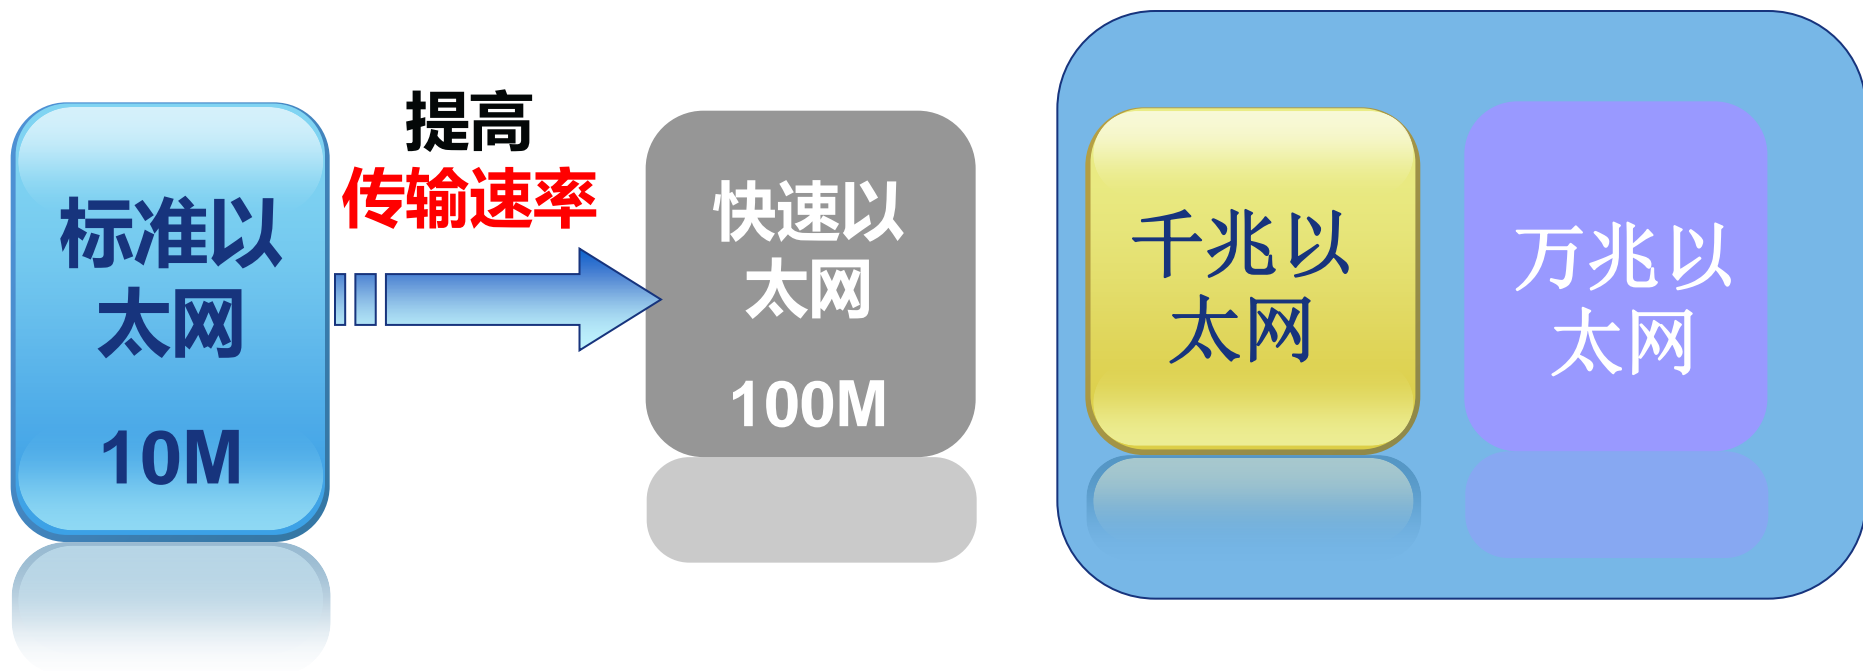 标准以
太网
10M
提高
传输速率
快速以
太网
100M
千兆以
太网
万兆以
太网